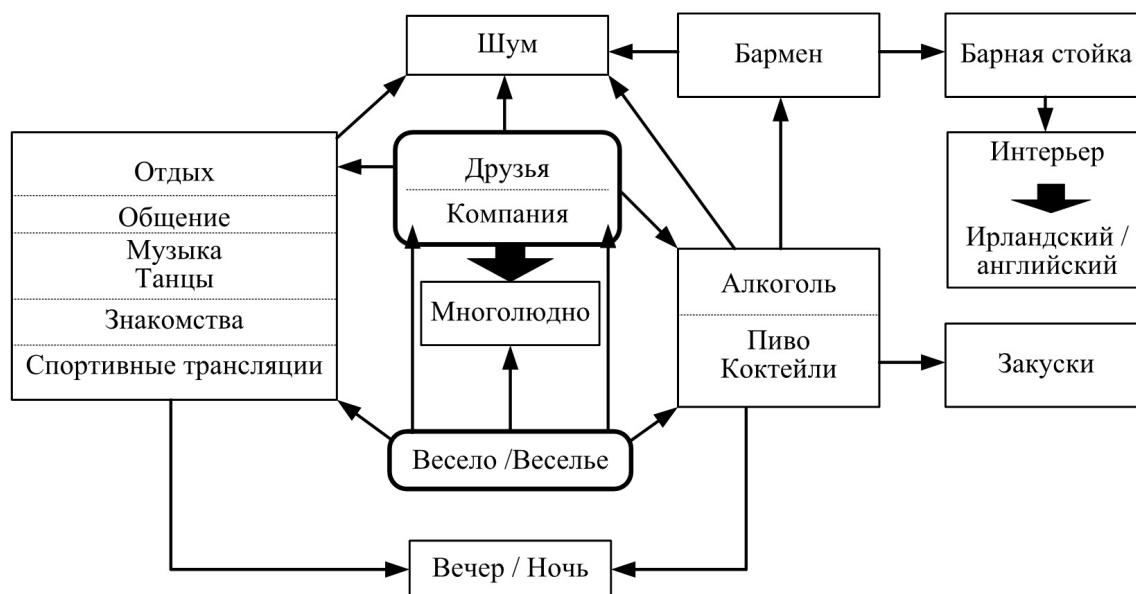 Шум
Бармен
Барная стойка
Отдых
Общение
Музыка
Танцы
Знакомства
Спортивные трансляции
Друзья
Компания
Многолюдно
Весело /Веселье
Алкоголь
Пиво
Коктейли
Интерьер
Ирландский /
английский
Закуски
Вечер / Ночь